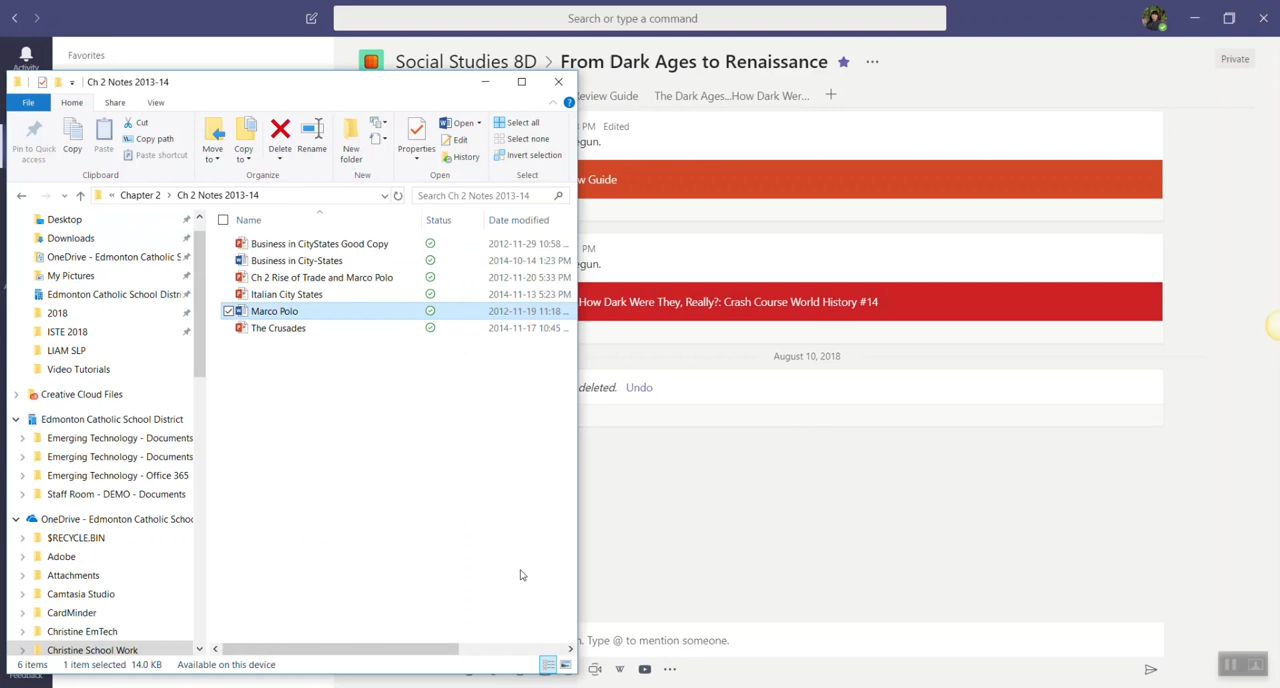 Search or type a command
Activity
Favorites
Social Studies 8D > From Dark Ages to Renaissance
Private
Ch 2 Notes 2013-14
File Home Share View
eview Guide The Dark Ages...How Dark Wer...
Pin to Quick access
Copy
Paste
Cut
Copy path
Paste shortcut
Move to
Copy to
Delete
Rename
New folder
Properties
Open
Edit
History
Select all
Select none
Invert selection
Clipboard Organize New Open Select
PM Edited
gun.
w Guide
« Chapter 2 > Ch 2 Notes 2013-14
Search Ch 2 Notes 2013-14
Name Status Date modified
Desktop
Downloads
OneDrive - Edmonton Catholic S
My Pictures
Edmonton Catholic School Distri
2018
ISTE 2018
LIAM SLP
Video Tutorials
Creative Cloud Files
Edmonton Catholic School District
Emerging Technology - Documents
Emerging Technology - Documents
Emerging Technology - Office 365
Staff Room - DEMO - Documents
OneDrive - Edmonton Catholic Schoo
$RECYCLE.BIN
Adobe
Attachments
Camtasia Studio
CardMinder
Christine EmTech
Christine School Work
Business in CityStates Good Copy 2012-11-29 10:58 ...
Business in City-States 2014-10-14 1:23 PM
Ch 2 Rise of Trade and Marco Polo 2012-11-20 5:33 PM
Italian City States 2014-11-13 5:23 PM
Marco Polo 2012-11-19 11:18 ...
The Crusades 2014-11-17 10:45 ...
PM
gun.
How Dark Were They, Really?: Crash Course World History #14
August 10, 2018
deleted. Undo
n. Type @ to mention someone.
6 items 1 item selected 14.0 KB Available on this device
Feedback